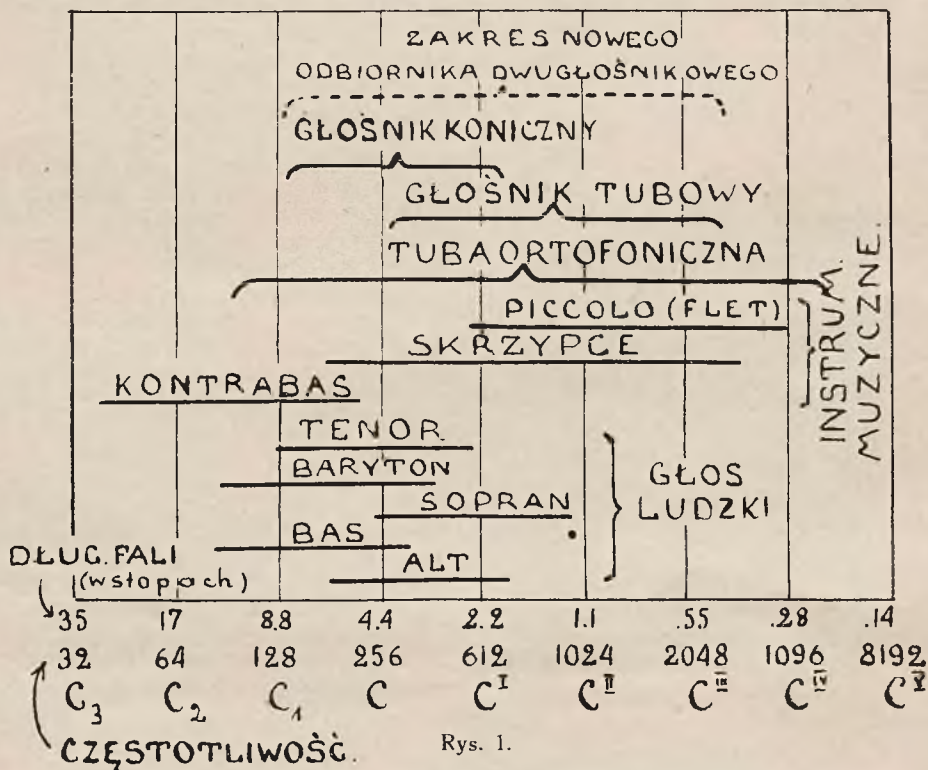 ZAKRES NOWEGO
ODBIORNIKA DWUGŁOŚNIKOWEGO
GŁOŚNIK KONICZNY
GŁOŚNIK TUBOWY
TUBA ORTOFONICZNA
PICCOLO (FLET)
SKRZYPCE
KONTRABAS
INSTRUM.
MUZYCZNE.
TENOR
BARYTON
SOPRAN
BAS
ALT
GŁOS
LUDZKI
DŁUG. FALI
(w stopach)
35 17 8.8 4.4 2.2 1.1 .55 .28 .14
32 64 128 256 612 1024 2048 1096 8192
C₃ C₂ C₁ C Cᴵ Cᴵᴵ Cᴵᴵᴵ Cᴵⱽ Cⱽ
CZĘSTOTLIWOŚĆ.
Rys. 1.